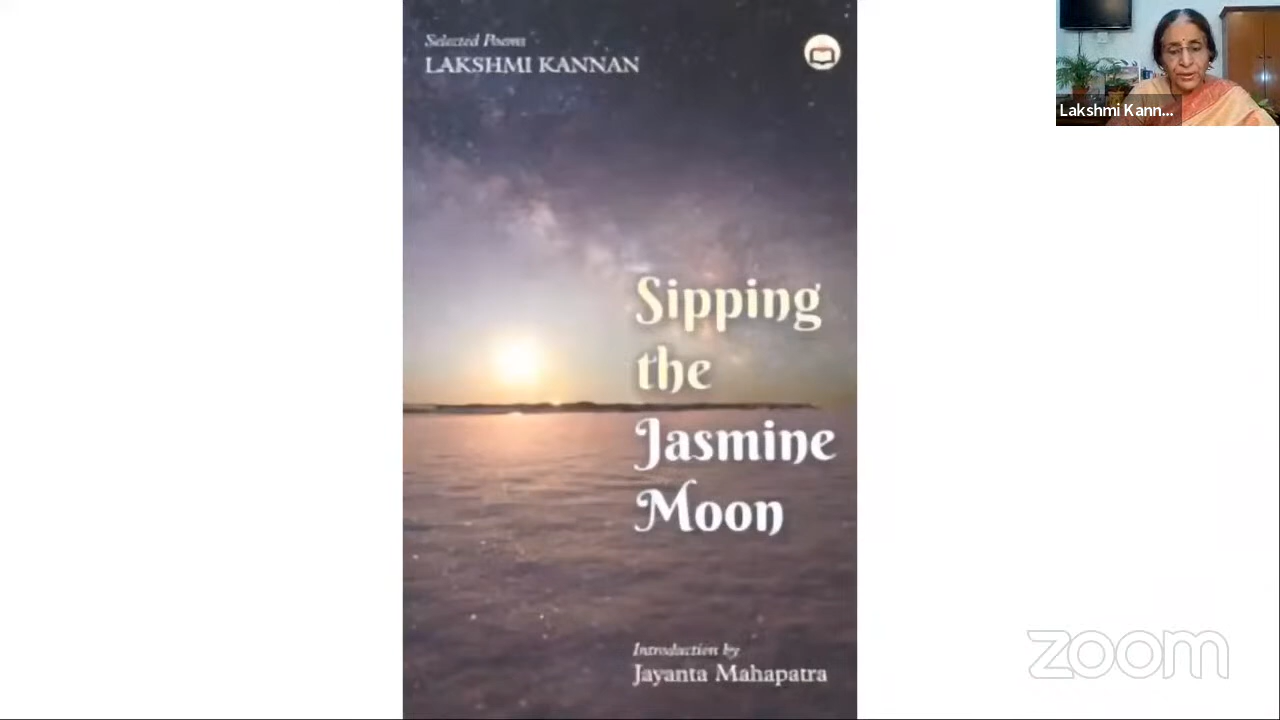 Selected Poems
LAKSHMI KANNAN
Sipping
the
Jasmine
Moon
Introduction by
Jayanta Mahapatra
Lakshmi Kann...
zoom